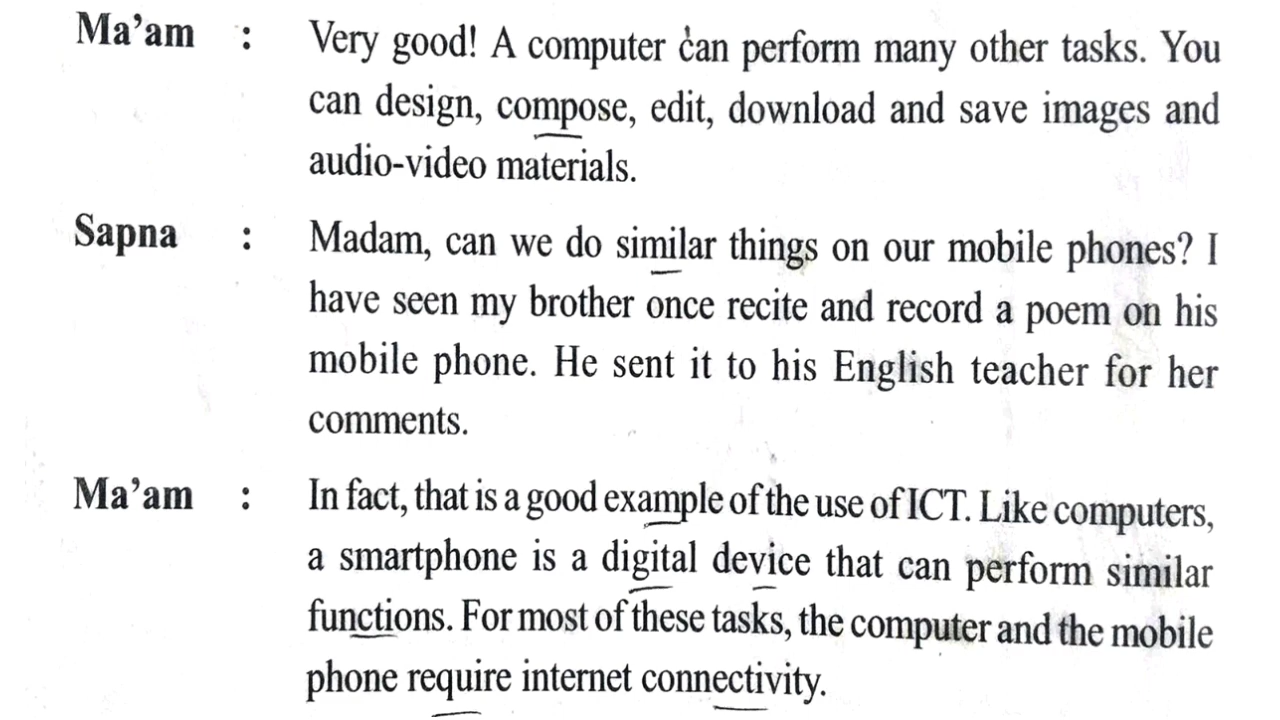 Ma'am : Very good! A computer can perform many other tasks. You
can design, compose, edit, download and save images and
audio-video materials.
Sapna : Madam, can we do similar things on our mobile phones? I
have seen my brother once recite and record a poem on his
mobile phone. He sent it to his English teacher for her
comments.
Ma'am : In fact, that is a good example of the use of ICT. Like computers,
a smartphone is a digital device that can perform similar
functions. For most of these tasks, the computer and the mobile
phone require internet connectivity.